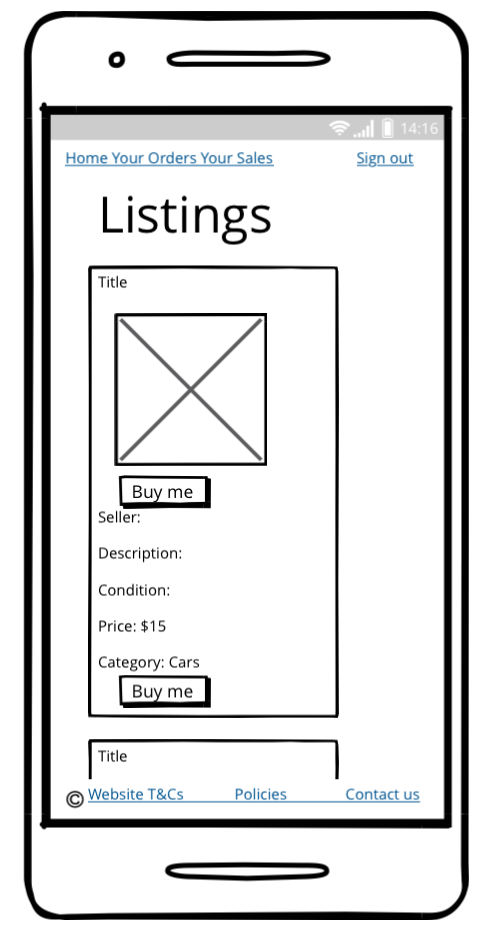 14:16
Home Your Orders Your Sales Sign out
Listings
Title
Buy me
Seller:
Description:
Condition:
Price: $15
Category: Cars
Buy me
Title
© Website T&Cs Policies Contact us